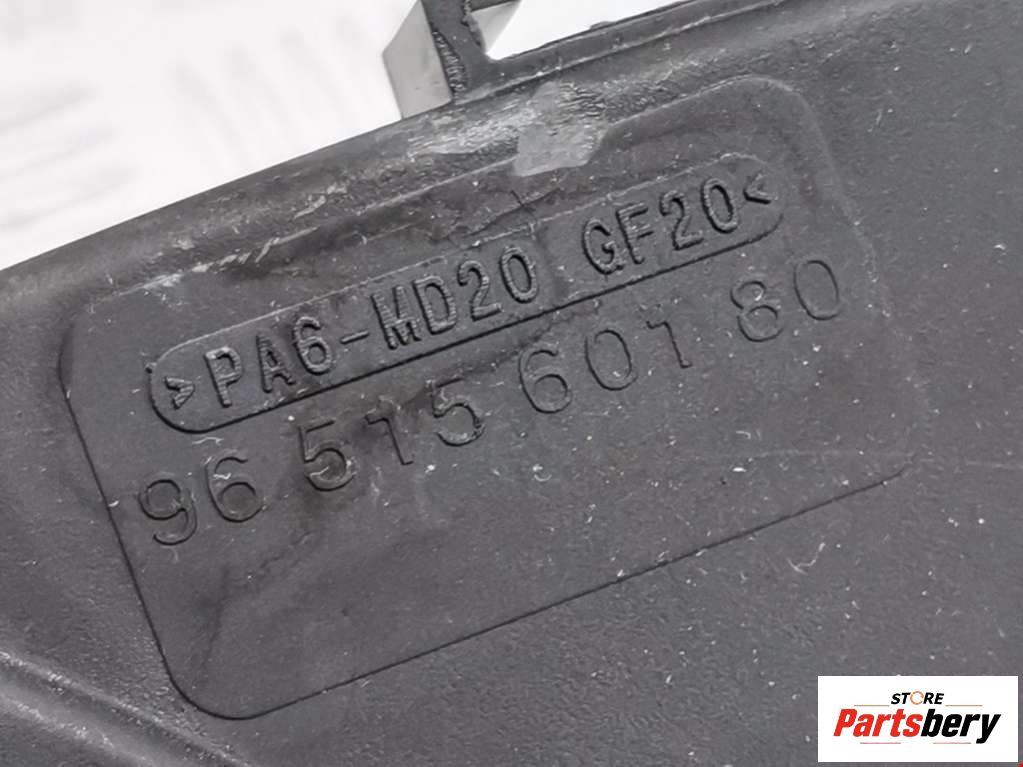 >PA6-MD20 GF20<
96 515 601 80
STORE
Partsbery